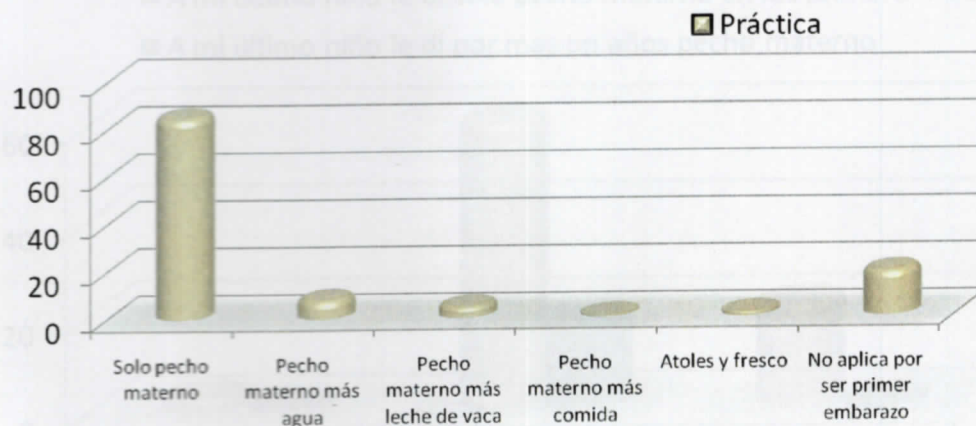 Práctica
100
80
60
40
20
0
Solo pecho
materno
Pecho
materno más
agua
Pecho
materno más
leche de vaca
Pecho
materno más
comida
Atoles y fresco
No aplica por
ser primer
embarazo